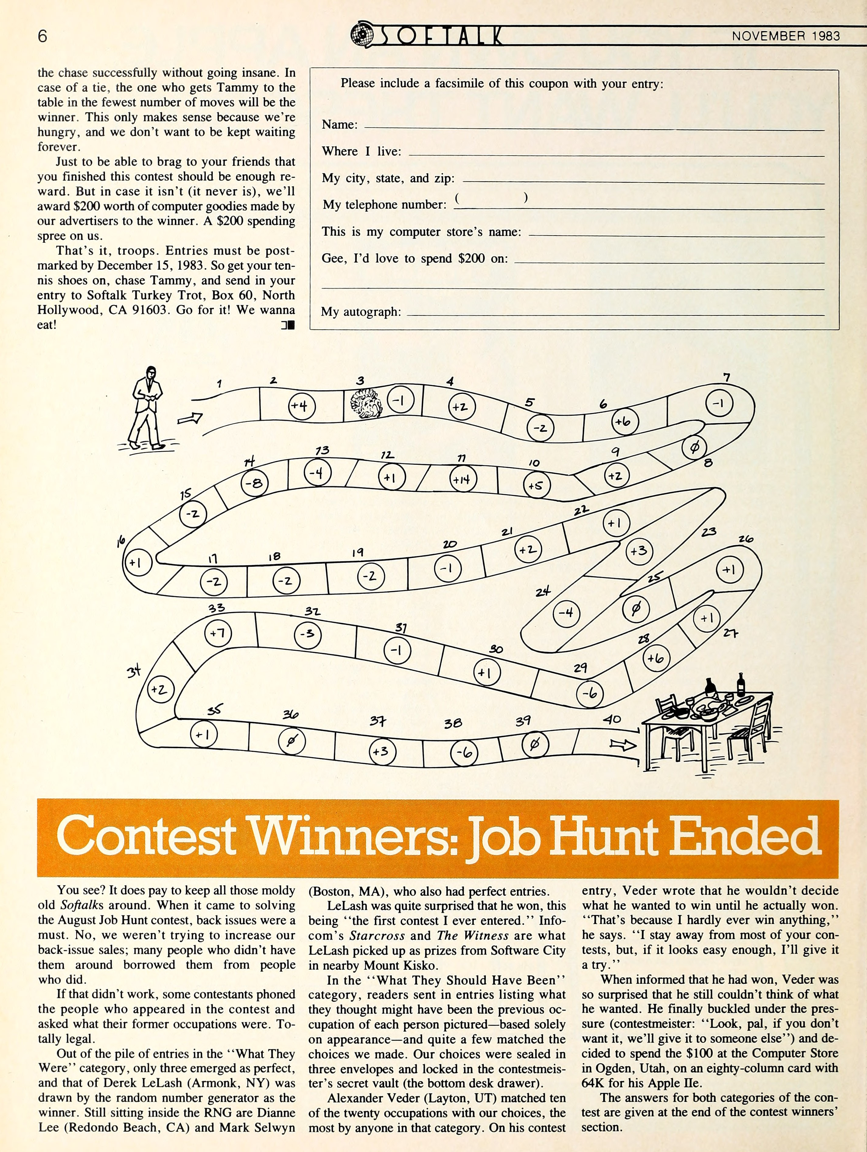 6
SOFTALK
NOVEMBER 1983
the chase successfully without going insane. In
case of a tie, the one who gets Tammy to the
table in the fewest number of moves will be the
winner. This only makes sense because we're
hungry, and we don't want to be kept waiting
forever.
Just to be able to brag to your friends that
you finished this contest should be enough re-
ward. But in case it isn't (it never is), we'll
award $200 worth of computer goodies made by
our advertisers to the winner. A $200 spending
spree on us.
That's it, troops. Entries must be post-
marked by December 15, 1983. So get your ten-
nis shoes on, chase Tammy, and send in your
entry to Softalk Turkey Trot, Box 60, North
Hollywood, CA 91603. Go for it! We wanna
eat!
Please include a facsimile of this coupon with your entry:
Name:
Where I live:
My city, state, and zip:
My telephone number: ( )
This is my computer store's name:
Gee, I'd love to spend $200 on:
My autograph:
1 2 3 4 5 6 7
+4 -1 +2 -2 +6 -1
14 13 12 11 10 9 8
-8 -4 +1 +14 +5 +2 ø
15
-2
16 17 18 19 20 21 22 23
+1 -2 -2 -2 -1 +2 +1 +3
24 25 26
-4 ø +1
33 32 31 30 29 28 27
+7 -3 -1 +1 -6 +6 +1
34
+2
35 36 37 38 39 40
+1 ø +3 -6 ø
Contest Winners: Job Hunt Ended
You see? It does pay to keep all those moldy
old Softalks around. When it came to solving
the August Job Hunt contest, back issues were a
must. No, we weren't trying to increase our
back-issue sales; many people who didn't have
them around borrowed them from people
who did.
If that didn't work, some contestants phoned
the people who appeared in the contest and
asked what their former occupations were. To-
tally legal.
Out of the pile of entries in the "What They
Were" category, only three emerged as perfect,
and that of Derek LeLash (Armonk, NY) was
drawn by the random number generator as the
winner. Still sitting inside the RNG are Dianne
Lee (Redondo Beach, CA) and Mark Selwyn
(Boston, MA), who also had perfect entries.
LeLash was quite surprised that he won, this
being "the first contest I ever entered." Info-
com's Starcross and The Witness are what
LeLash picked up as prizes from Software City
in nearby Mount Kisko.
In the "What They Should Have Been"
category, readers sent in entries listing what
they thought might have been the previous oc-
cupation of each person pictured—based solely
on appearance—and quite a few matched the
choices we made. Our choices were sealed in
three envelopes and locked in the contestmeis-
ter's secret vault (the bottom desk drawer).
Alexander Veder (Layton, UT) matched ten
of the twenty occupations with our choices, the
most by anyone in that category. On his contest
entry, Veder wrote that he wouldn't decide
what he wanted to win until he actually won.
"That's because I hardly ever win anything,"
he says. "I stay away from most of your con-
tests, but, if it looks easy enough, I'll give it
a try."
When informed that he had won, Veder was
so surprised that he still couldn't think of what
he wanted. He finally buckled under the pres-
sure (contestmeister: "Look, pal, if you don't
want it, we'll give it to someone else") and de-
cided to spend the $100 at the Computer Store
in Ogden, Utah, on an eighty-column card with
64K for his Apple IIe.
The answers for both categories of the con-
test are given at the end of the contest winners'
section.